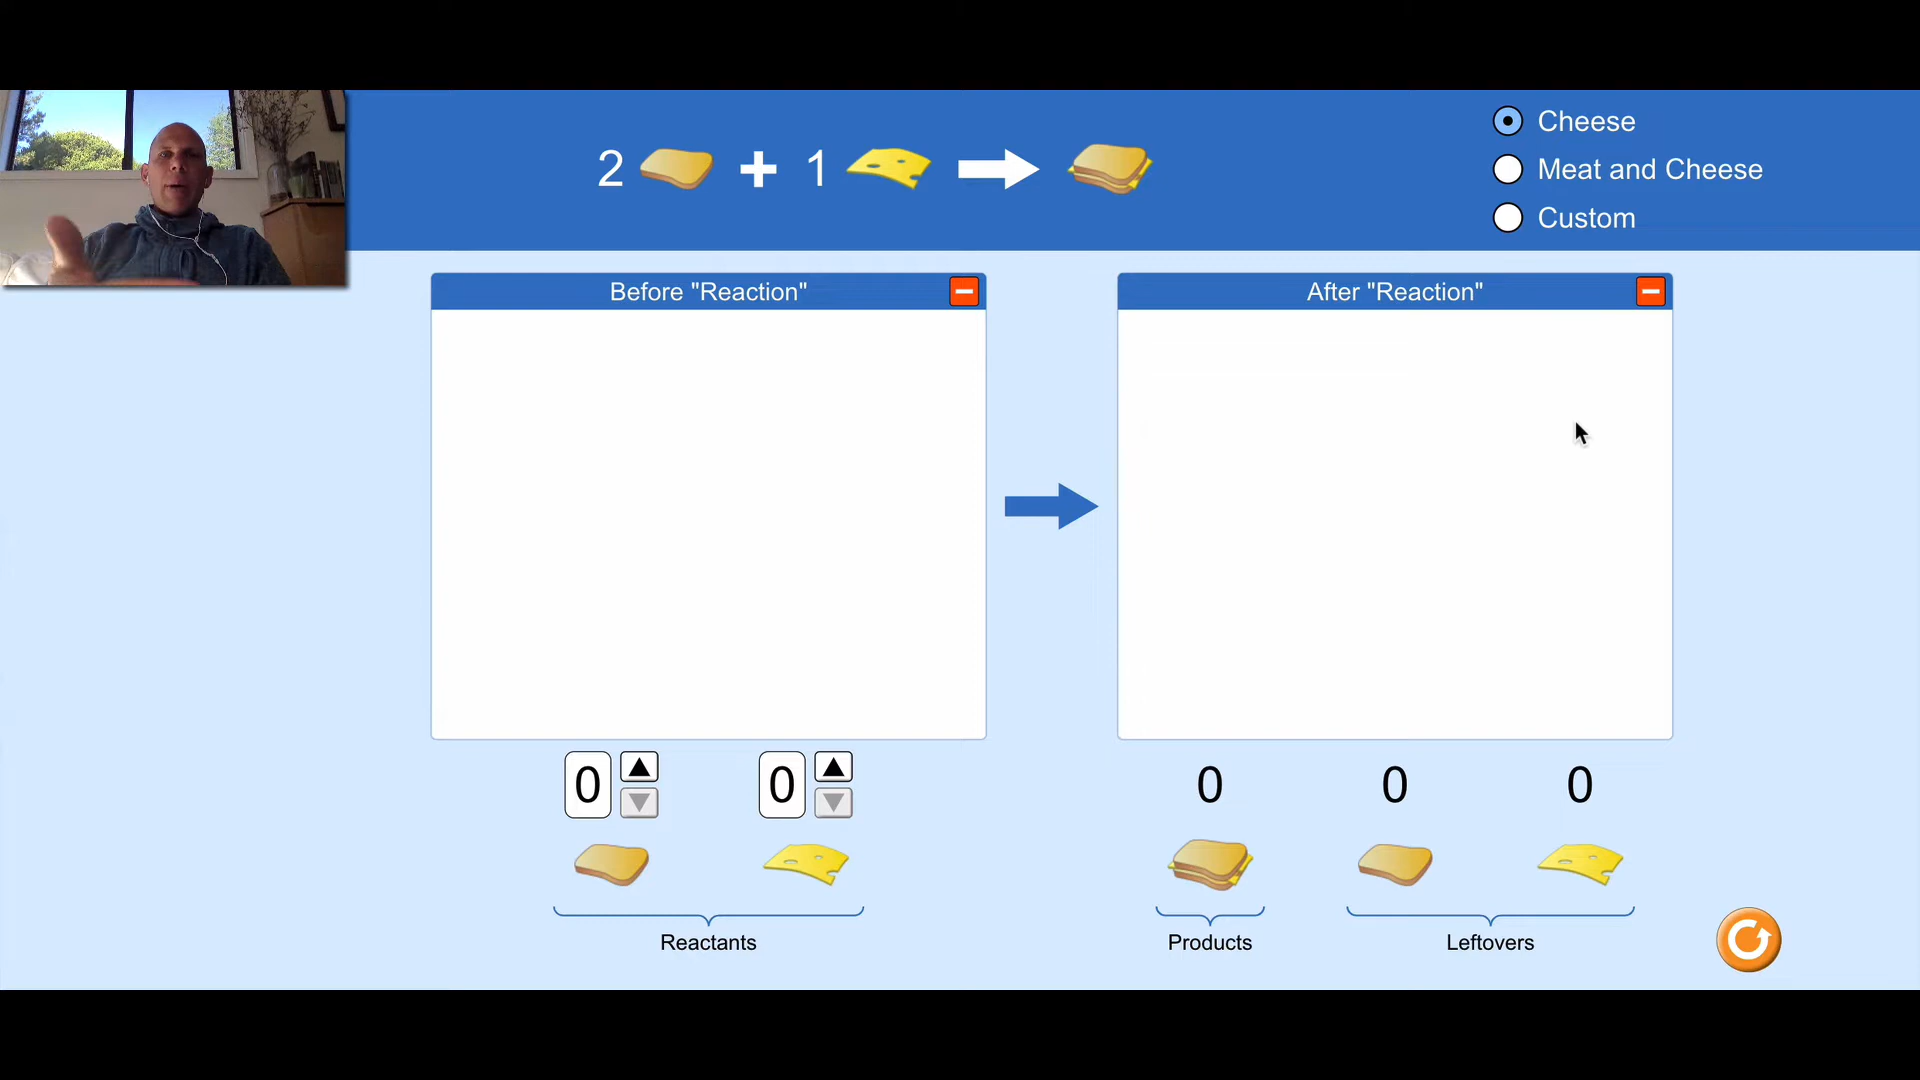 2 + 1
Cheese
Meat and Cheese
Custom
Before "Reaction"
After "Reaction"
0 0
0 0 0
Reactants
Products
Leftovers